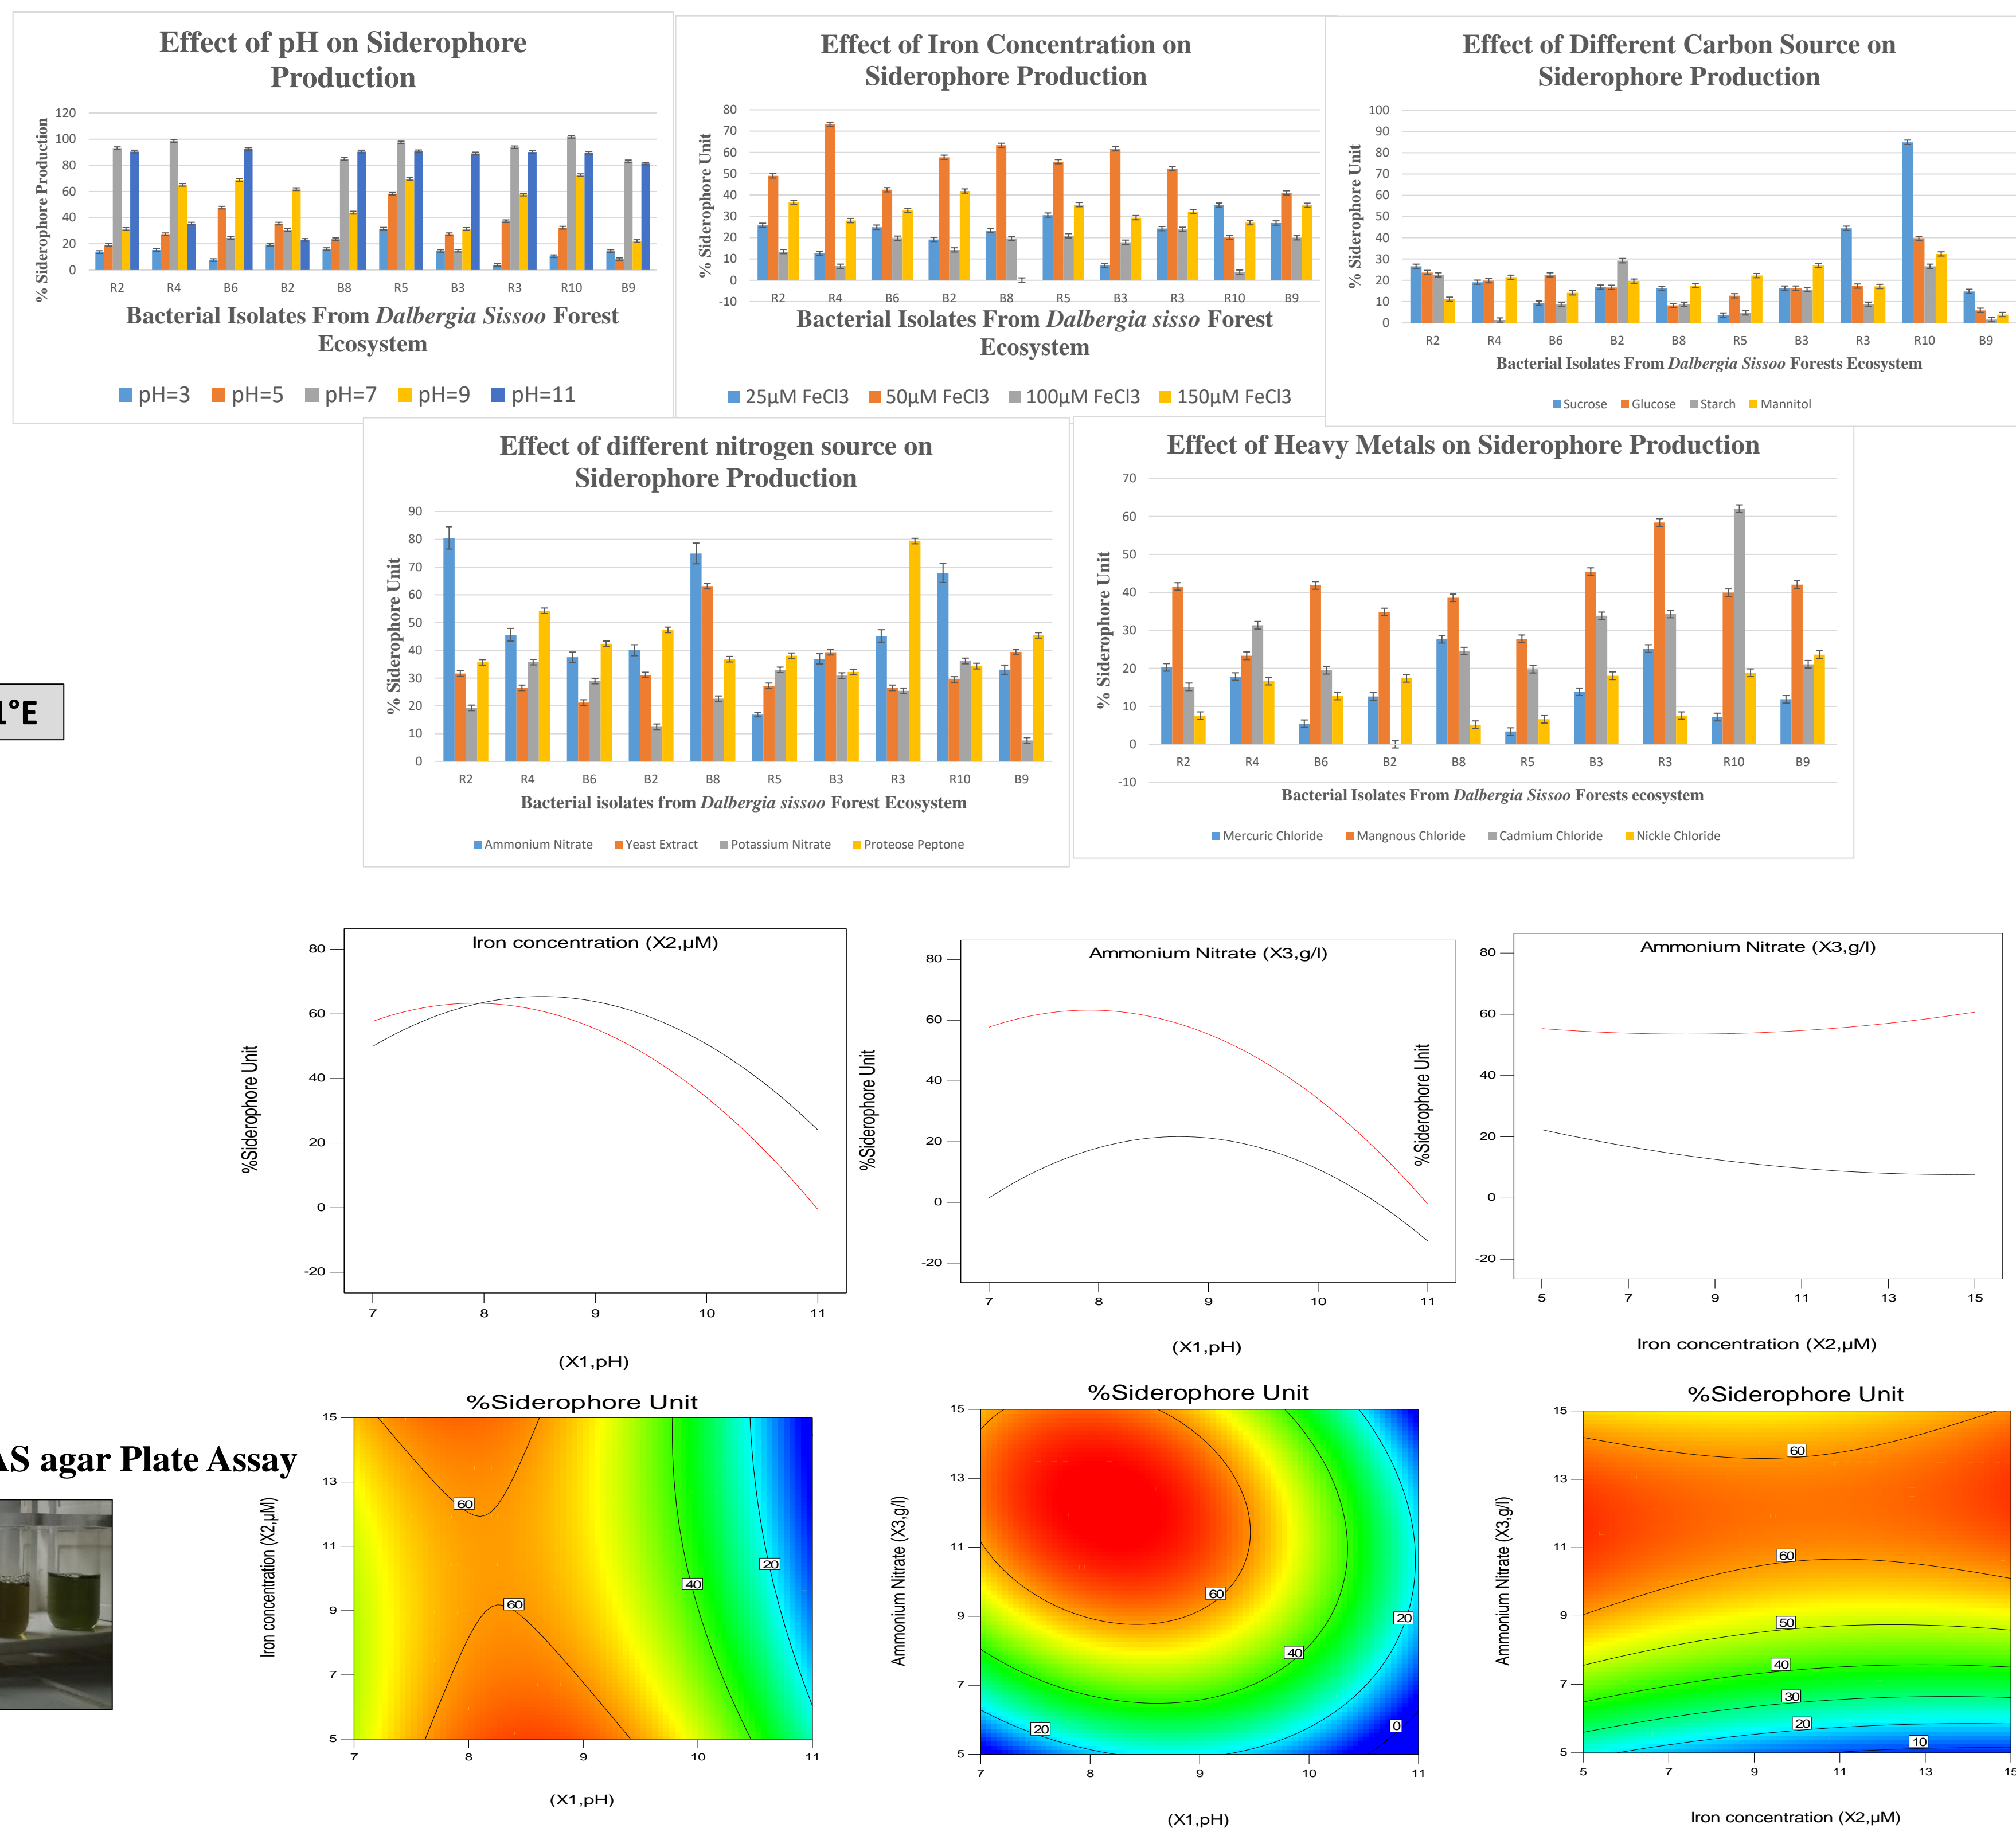 Effect of pH on Siderophore
Production
% Siderophore Production
120
100
80
60
40
20
0
R2 R4 B6 B2 B8 R5 B3 R3 R10 B9
Bacterial Isolates From Dalbergia Sissoo Forest
Ecosystem
pH=3 pH=5 pH=7 pH=9 pH=11
Effect of Iron Concentration on
Siderophore Production
% Siderophore Unit
80
70
60
50
40
30
20
10
0
-10
R2 R4 B6 B2 B8 R5 B3 R3 R10 B9
Bacterial Isolates From Dalbergia sisso Forest
Ecosystem
25µM FeCl3 50µM FeCl3 100µM FeCl3 150µM FeCl3
Effect of Different Carbon Source on
Siderophore Production
% Siderophore Unit
100
90
80
70
60
50
40
30
20
10
0
R2 R4 B6 B2 B8 R5 B3 R3 R10 B9
Bacterial Isolates From Dalbergia Sissoo Forests Ecosystem
Sucrose Glucose Starch Mannitol
Effect of different nitrogen source on
Siderophore Production
% Siderophore Unit
90
80
70
60
50
40
30
20
10
0
R2 R4 B6 B2 B8 R5 B3 R3 R10 B9
Bacterial isolates from Dalbergia sissoo Forest Ecosystem
Ammonium Nitrate Yeast Extract Potassium Nitrate Proteose Peptone
Effect of Heavy Metals on Siderophore Production
% Siderophore Unit
70
60
50
40
30
20
10
0
-10
R2 R4 B6 B2 B8 R5 B3 R3 R10 B9
Bacterial Isolates From Dalbergia Sissoo Forests ecosystem
Mercuric Chloride Mangnous Chloride Cadmium Chloride Nickle Chloride
1°E
Iron concentration (X2,µM)
%Siderophore Unit
80
60
40
20
0
-20
7 8 9 10 11
(X1,pH)
Ammonium Nitrate (X3,g/l)
%Siderophore Unit
80
60
40
20
0
-20
7 8 9 10 11
(X1,pH)
Ammonium Nitrate (X3,g/l)
%Siderophore Unit
80
60
40
20
0
-20
5 7 9 11 13 15
Iron concentration (X2,µM)
AS agar Plate Assay
%Siderophore Unit
Iron concentration (X2,µM)
15
13
11
9
7
5
60
60
40
20
7 8 9 10 11
(X1,pH)
%Siderophore Unit
Ammonium Nitrate (X3,g/l)
15
13
11
9
7
5
60
40
20
20
0
7 8 9 10 11
(X1,pH)
%Siderophore Unit
Ammonium Nitrate (X3,g/l)
15
13
11
9
7
5
60
60
50
40
30
20
10
5 7 9 11 13 15
Iron concentration (X2,µM)